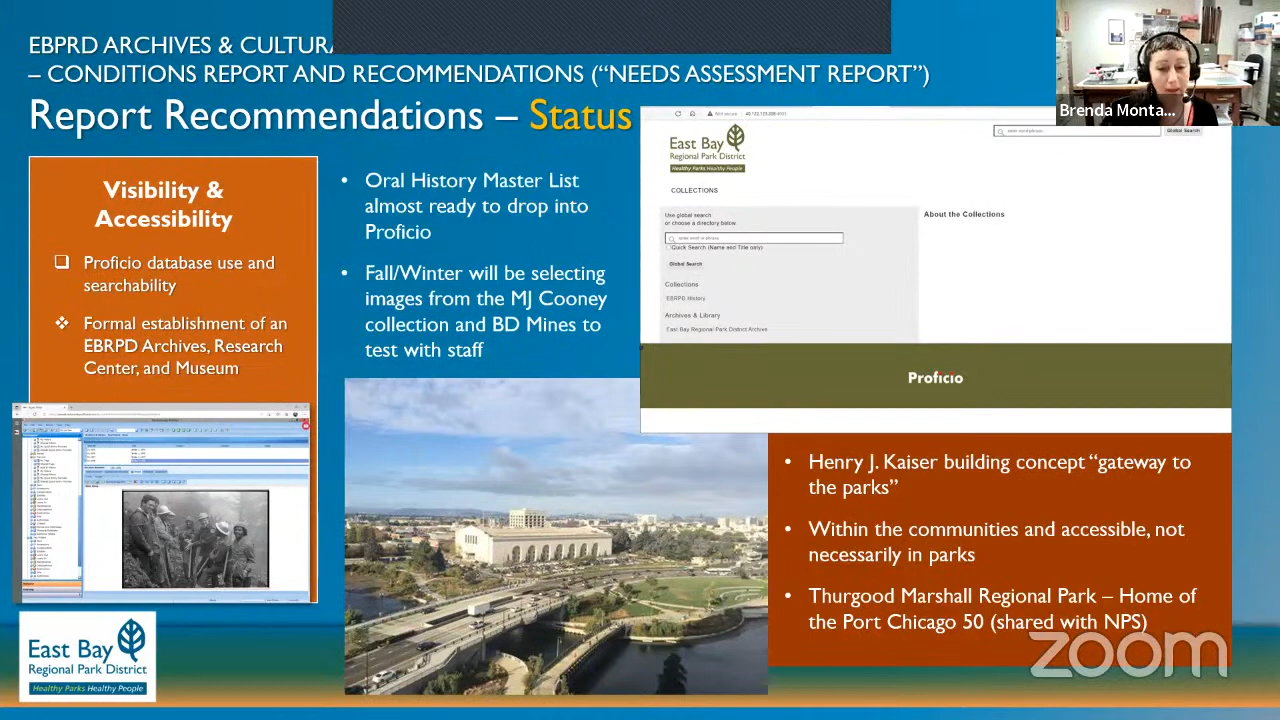 EBPRD ARCHIVES & CULTURA
– CONDITIONS REPORT AND RECOMMENDATIONS (“NEEDS ASSESSMENT REPORT”)
Report Recommendations – Status
Brenda Monta...
Visibility &
Accessibility
Proficio database use and
searchability
Formal establishment of an
EBRPD Archives, Research
Center, and Museum
• Oral History Master List
almost ready to drop into
Proficio
• Fall/Winter will be selecting
images from the MJ Cooney
collection and BD Mines to
test with staff
East Bay
Regional Park District
Healthy Parks Healthy People
Global Search
COLLECTIONS
Use global search
or choose a directory below.
Quick Search (Name and Title only)
Global Search
Collections
EBRPD History
Archives & Library
East Bay Regional Park District Archive
About the Collections
Proficio
• Henry J. Kaiser building concept “gateway to
the parks”
• Within the communities and accessible, not
necessarily in parks
• Thurgood Marshall Regional Park – Home of
the Port Chicago 50 (shared with NPS)
East Bay
Regional Park District
Healthy Parks Healthy People
zoom